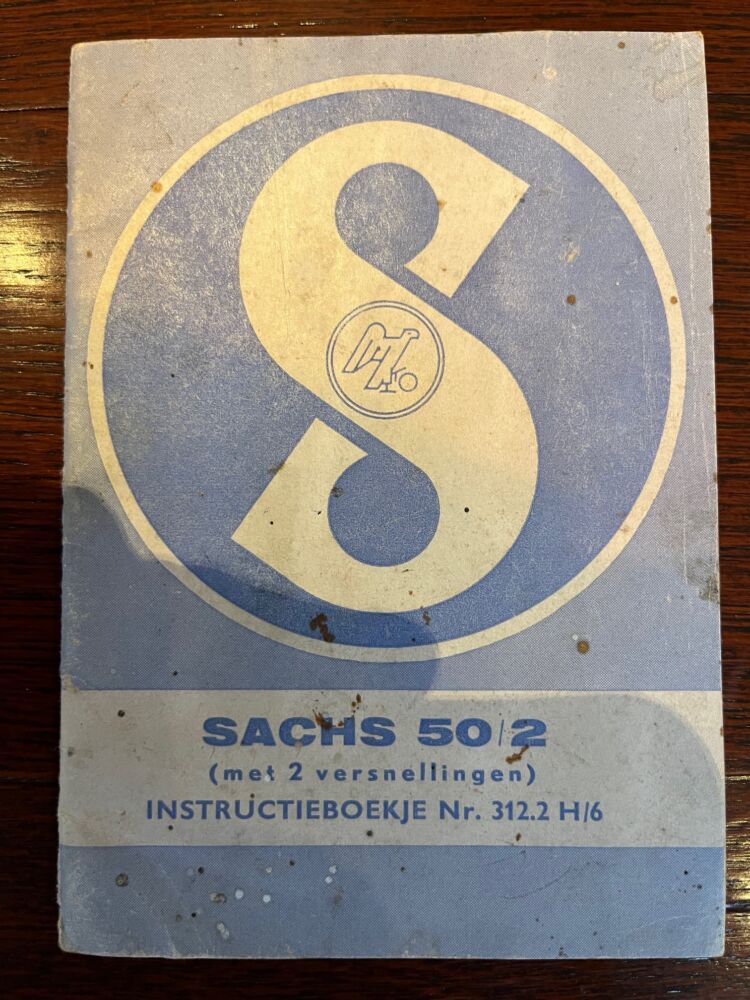 S
SACHS 50/2
(met 2 versnellingen)
INSTRUCTIEBOEKJE Nr. 312.2 H/6